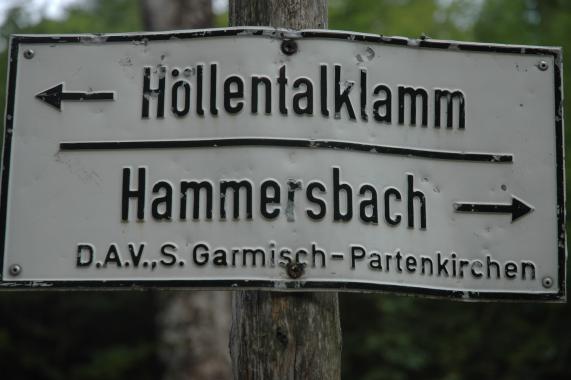 Höllentalklamm
Hammersbach
D.A.V., S. Garmisch-Partenkirchen